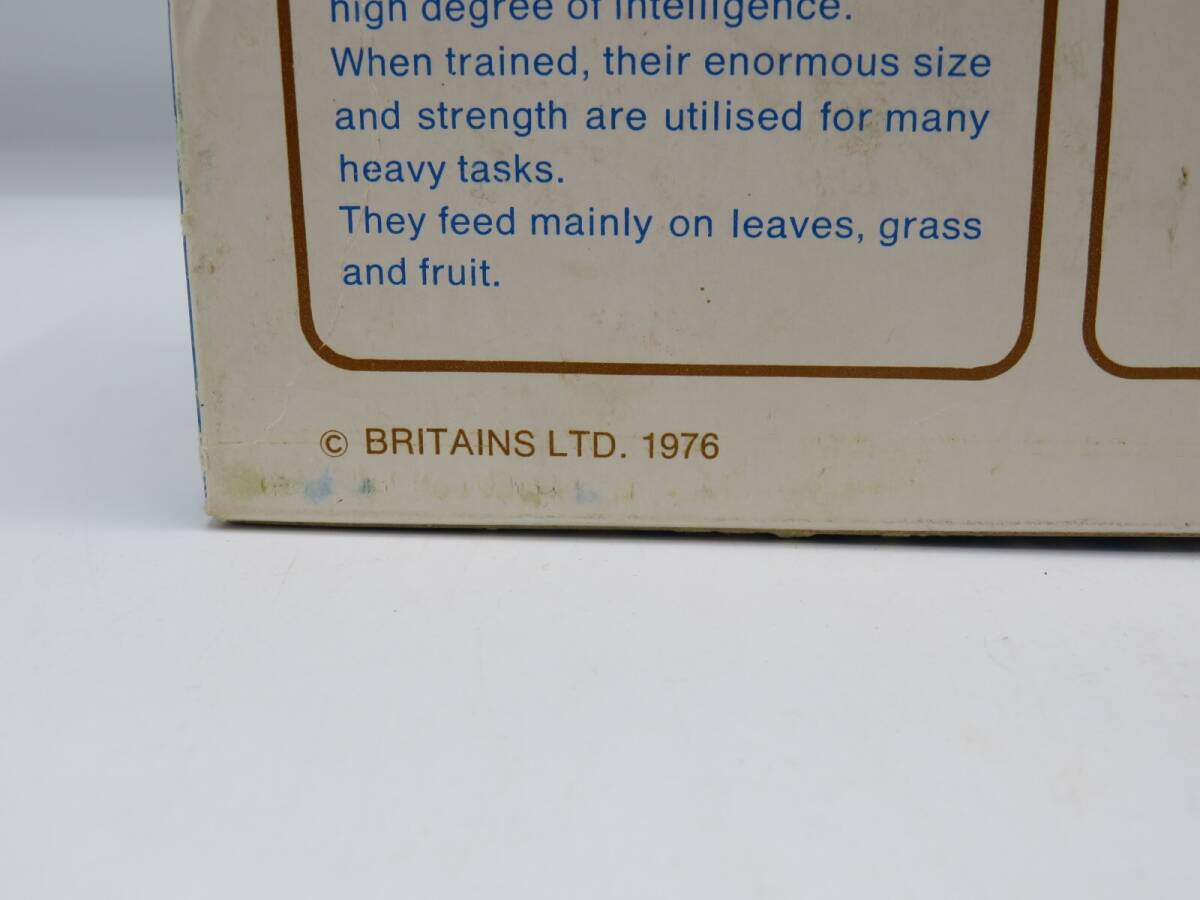 high degree of intelligence.
When trained, their enormous size
and strength are utilised for many
heavy tasks.
They feed mainly on leaves, grass
and fruit.
© BRITAINS LTD. 1976